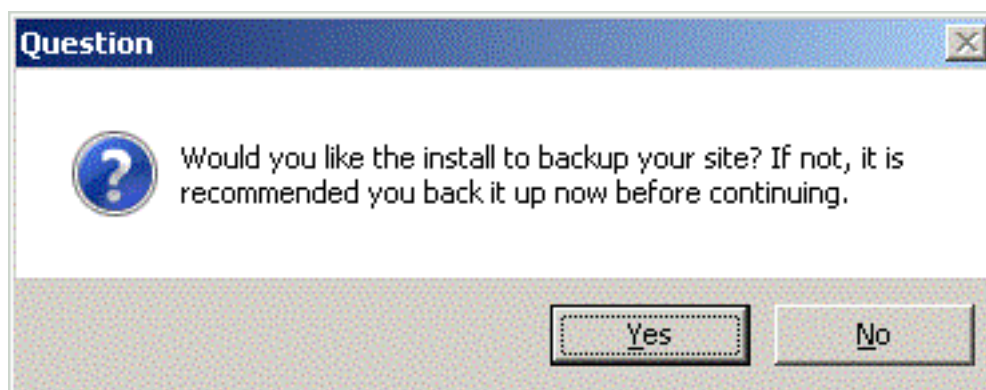 Question
Would you like the install to backup your site? If not, it is
recommended you back it up now before continuing.
Yes
No